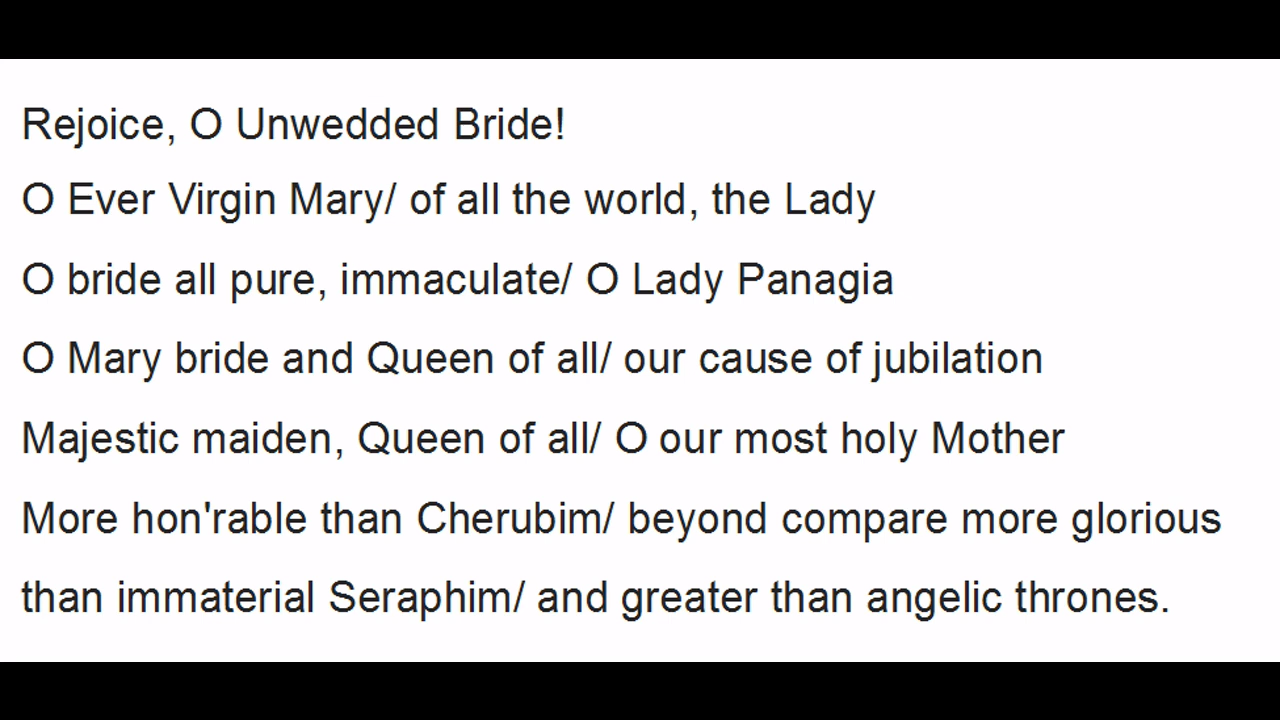 Rejoice, O Unwedded Bride!
O Ever Virgin Mary/ of all the world, the Lady
O bride all pure, immaculate/ O Lady Panagia
O Mary bride and Queen of all/ our cause of jubilation
Majestic maiden, Queen of all/ O our most holy Mother
More hon'rable than Cherubim/ beyond compare more glorious
than immaterial Seraphim/ and greater than angelic thrones.